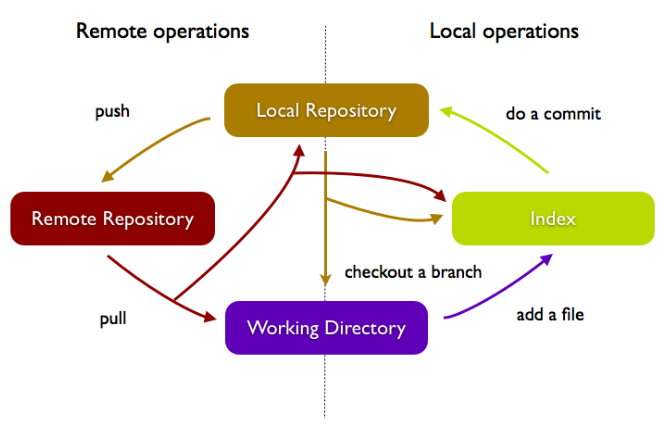 Remote operations
Local operations
push
Local Repository
do a commit
Remote Repository
Index
checkout a branch
pull
Working Directory
add a file